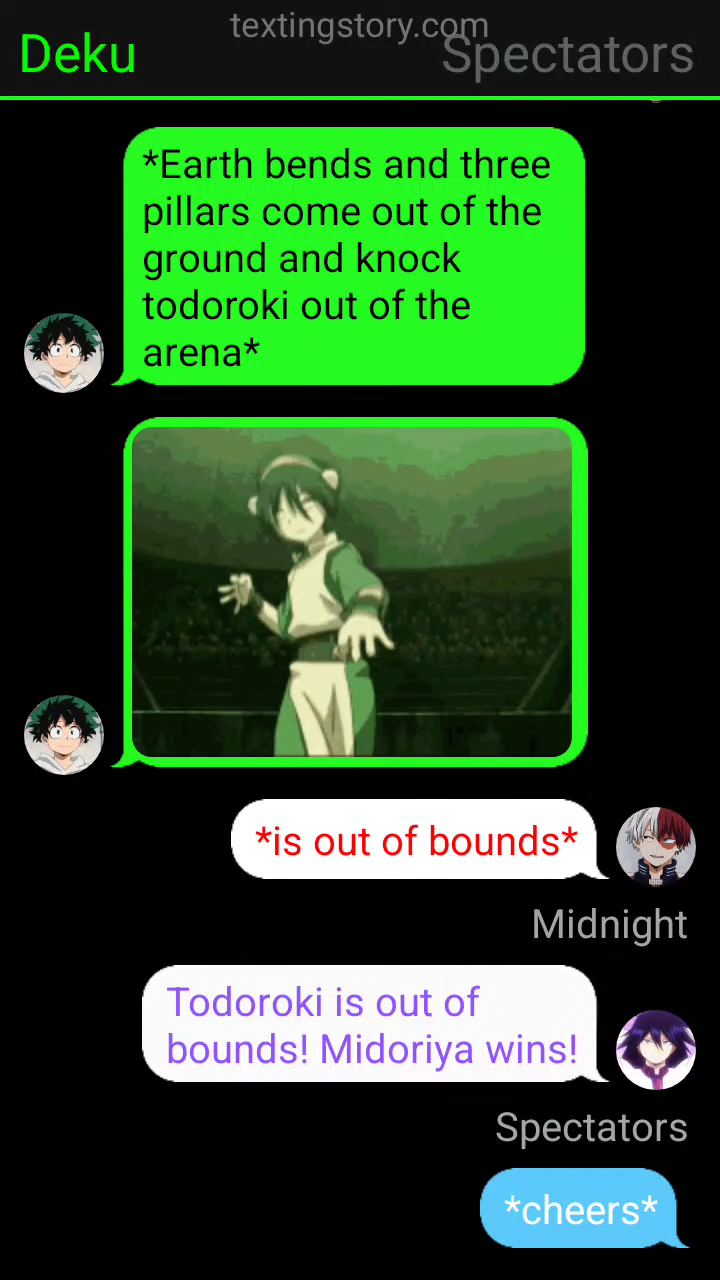 textingstory.com
Deku
Spectators
*Earth bends and three
pillars come out of the
ground and knock
todoroki out of the
arena*
*is out of bounds*
Midnight
Todoroki is out of
bounds! Midoriya wins!
Spectators
*cheers*